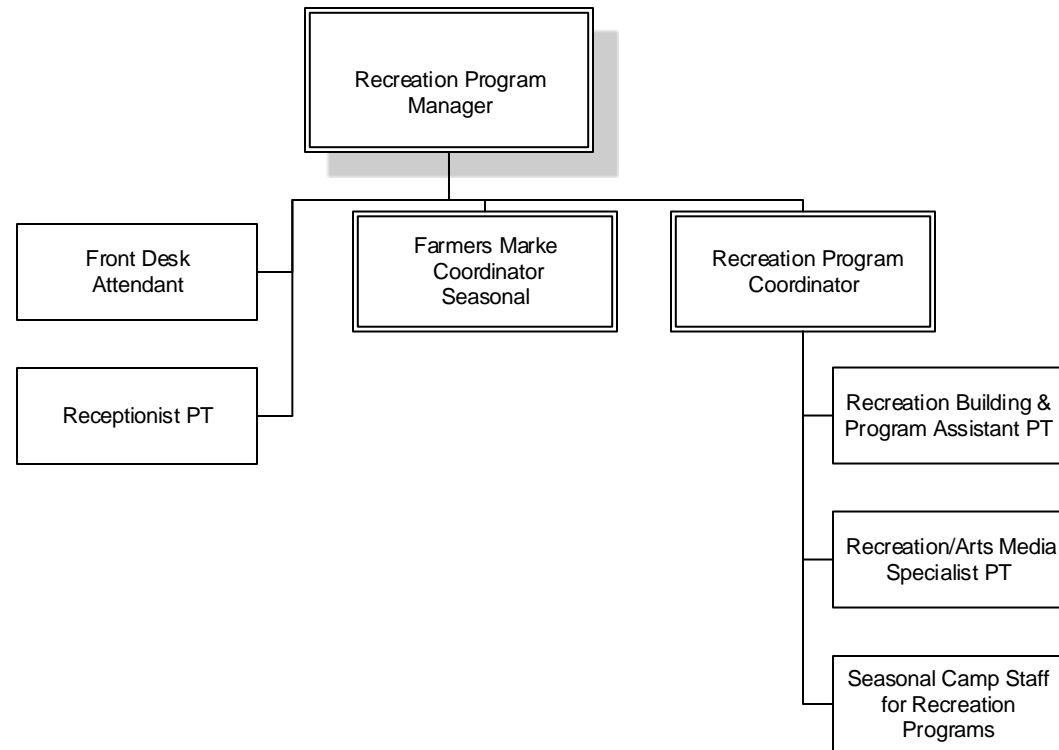 Recreation Program
Manager
Front Desk
Attendant
Farmers Marke
Coordinator
Seasonal
Recreation Program
Coordinator
Receptionist PT
Recreation Building &
Program Assistant PT
Recreation/Arts Media
Specialist PT
Seasonal Camp Staff
for Recreation
Programs